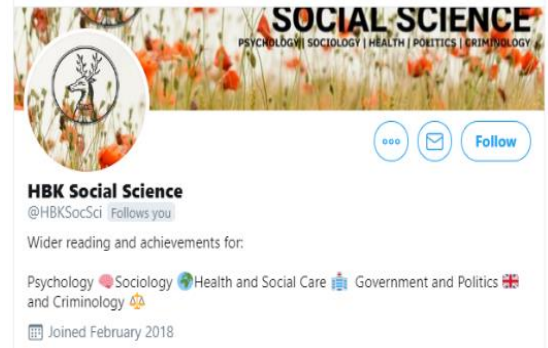 SOCIAL SCIENCE
PSYCHOLOGY | SOCIOLOGY | HEALTH | POLITICS | CRIMINOLOGY
Follow
HBK Social Science
@HBKSocSci Follows you
Wider reading and achievements for:
Psychology 🧠Sociology 🌍Health and Social Care 🏥 Government and Politics 🇬🇧
and Criminology ⚖️
Joined February 2018